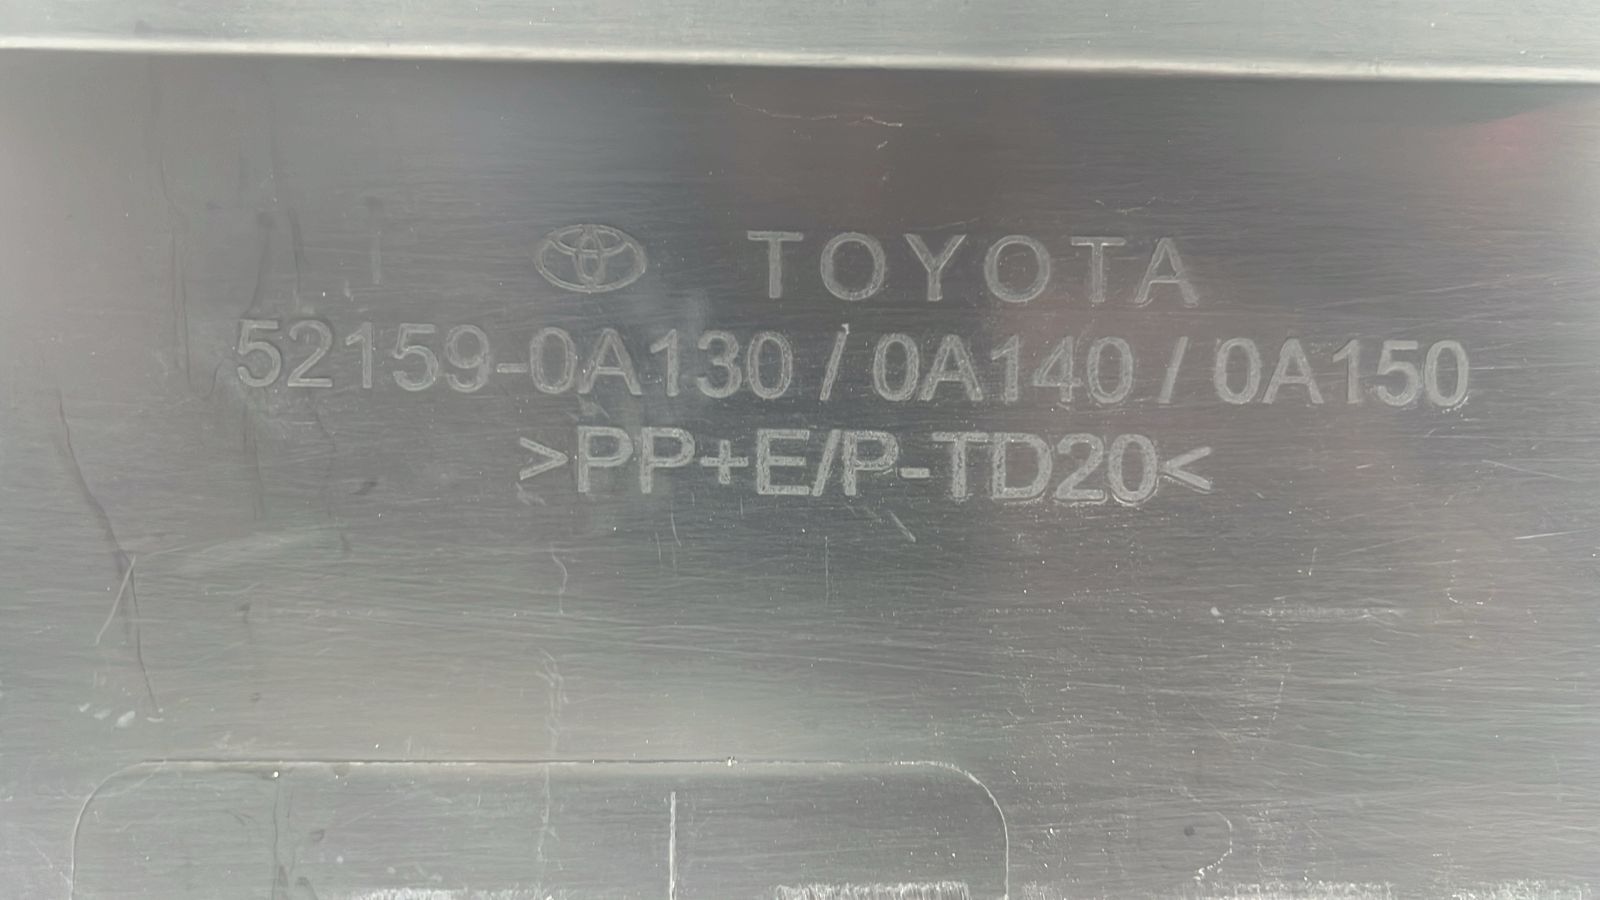 TOYOTA
52159-0A130 / 0A140 / 0A150
>PP+E/P-TD20<